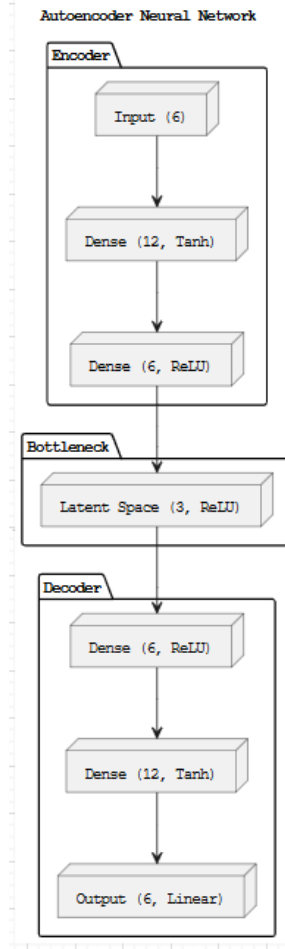 Autoencoder Neural Network
Encoder
Input (6)
Dense (12, Tanh)
Dense (6, ReLU)
Bottleneck
Latent Space (3, ReLU)
Decoder
Dense (6, ReLU)
Dense (12, Tanh)
Output (6, Linear)